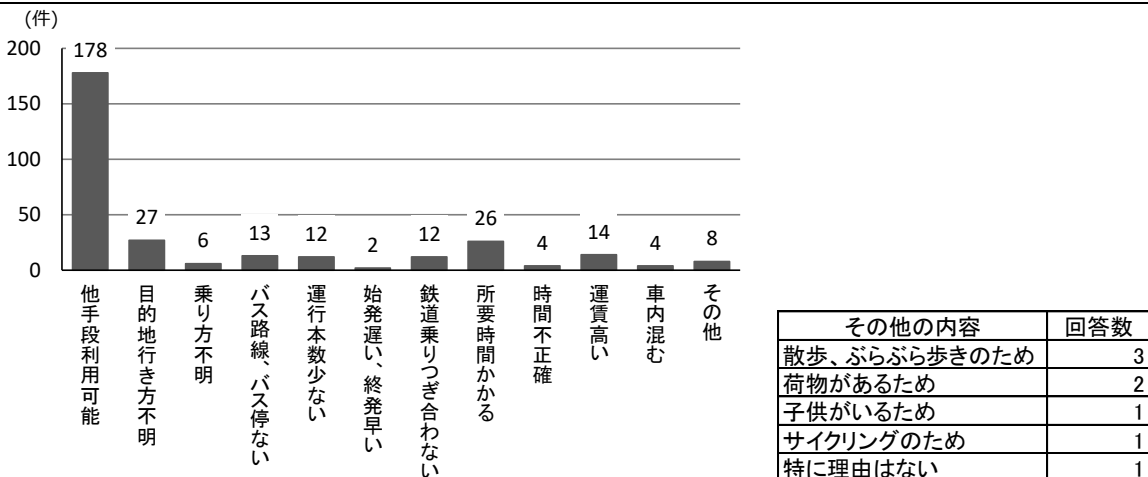 (件)
200
150
100
50
0
178
27
6
13
12
2
12
26
4
14
4
8
他手段利用可能
目的地行き方不明
乗り方不明
バス路線、バス停ない
運行本数少ない
始発遅い、終発早い
鉄道乗りつぎ合わない
所要時間かかる
時間不正確
運賃高い
車内混む
その他
その他の内容 回答数
散歩、ぶらぶら歩きのため 3
荷物があるため 2
子供がいるため 1
サイクリングのため 1
特に理由はない 1